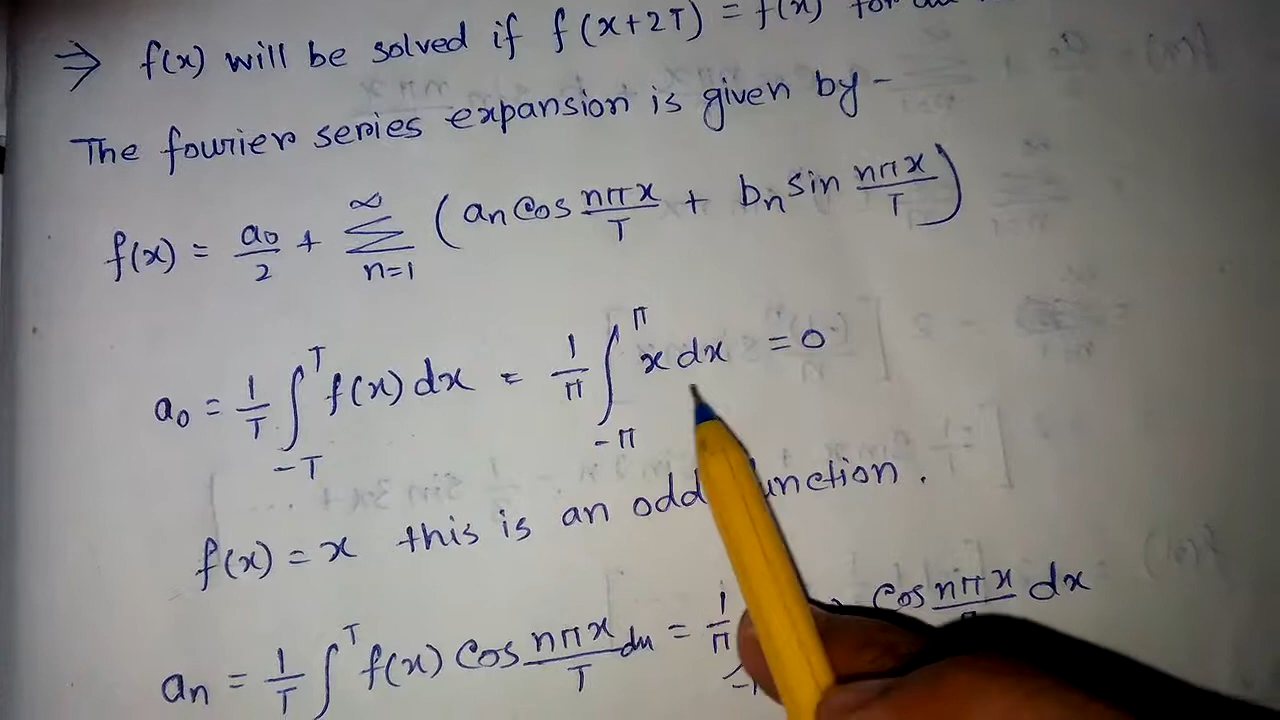 ⇒ f(x) will be solved if f(x+2T) = f(x) for all
The fourier series expansion is given by -
f(x) = a0/2 + ∑_{n=1}^{∞} (an Cos nπx/T + bn sin nπx/T)
a0 = 1/T ∫_{-T}^{T} f(x) dx = 1/π ∫_{-π}^{π} x dx = 0
f(x) = x this is an odd function.
an = 1/T ∫^{T} f(x) Cos nπx/T dx = 1/π Cos nπx dx